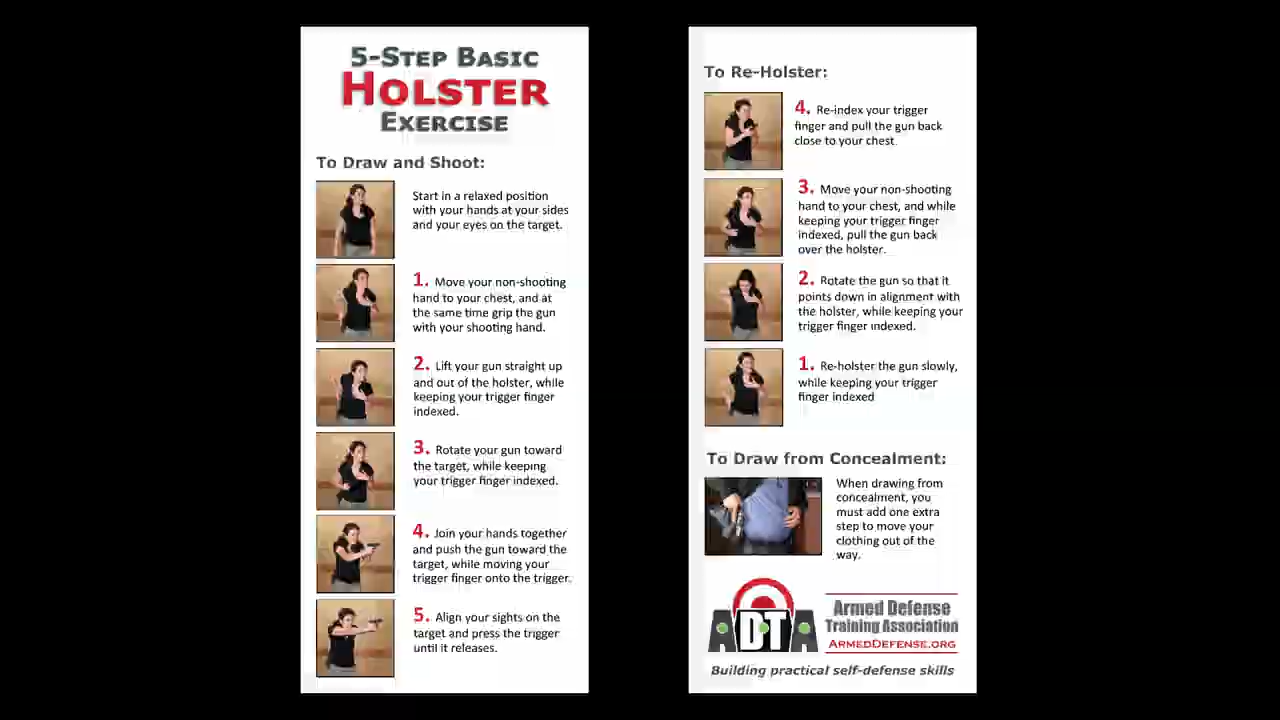 5-Step Basic
Holster
Exercise
To Draw and Shoot:
Start in a relaxed position
with your hands at your sides
and your eyes on the target.
1. Move your non-shooting
hand to your chest, and at
the same time grip the gun
with your shooting hand.
2. Lift your gun straight up
and out of the holster, while
keeping your trigger finger
indexed.
3. Rotate your gun toward
the target, while keeping
your trigger finger indexed.
4. Join your hands together
and push the gun toward the
target, while moving your
trigger finger onto the trigger.
5. Align your sights on the
target and press the trigger
until it releases.
To Re-Holster:
4. Re-index your trigger
finger and pull the gun back
close to your chest.
3. Move your non-shooting
hand to your chest, and while
keeping your trigger finger
indexed, pull the gun back
over the holster.
2. Rotate the gun so that it
points down in alignment with
the holster, while keeping your
trigger finger indexed.
1. Re-holster the gun slowly,
while keeping your trigger
finger indexed
To Draw from Concealment:
When drawing from
concealment, you
must add one extra
step to move your
clothing out of the
way.
ADTA
Armed Defense
Training Association
ArmedDefense.org
Building practical self-defense skills